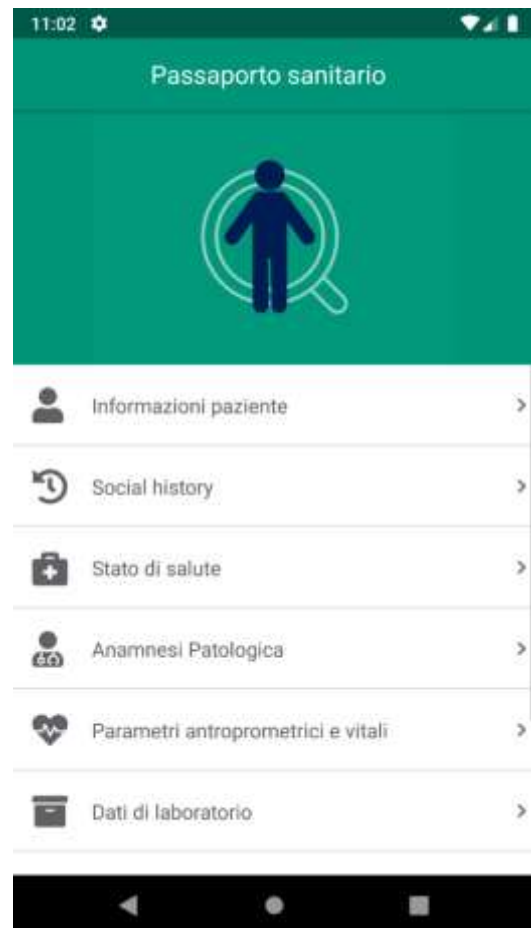 11:02
Passaporto sanitario
Informazioni paziente
Social history
Stato di salute
Anamnesi Patologica
Parametri antroprometrici e vitali
Dati di laboratorio